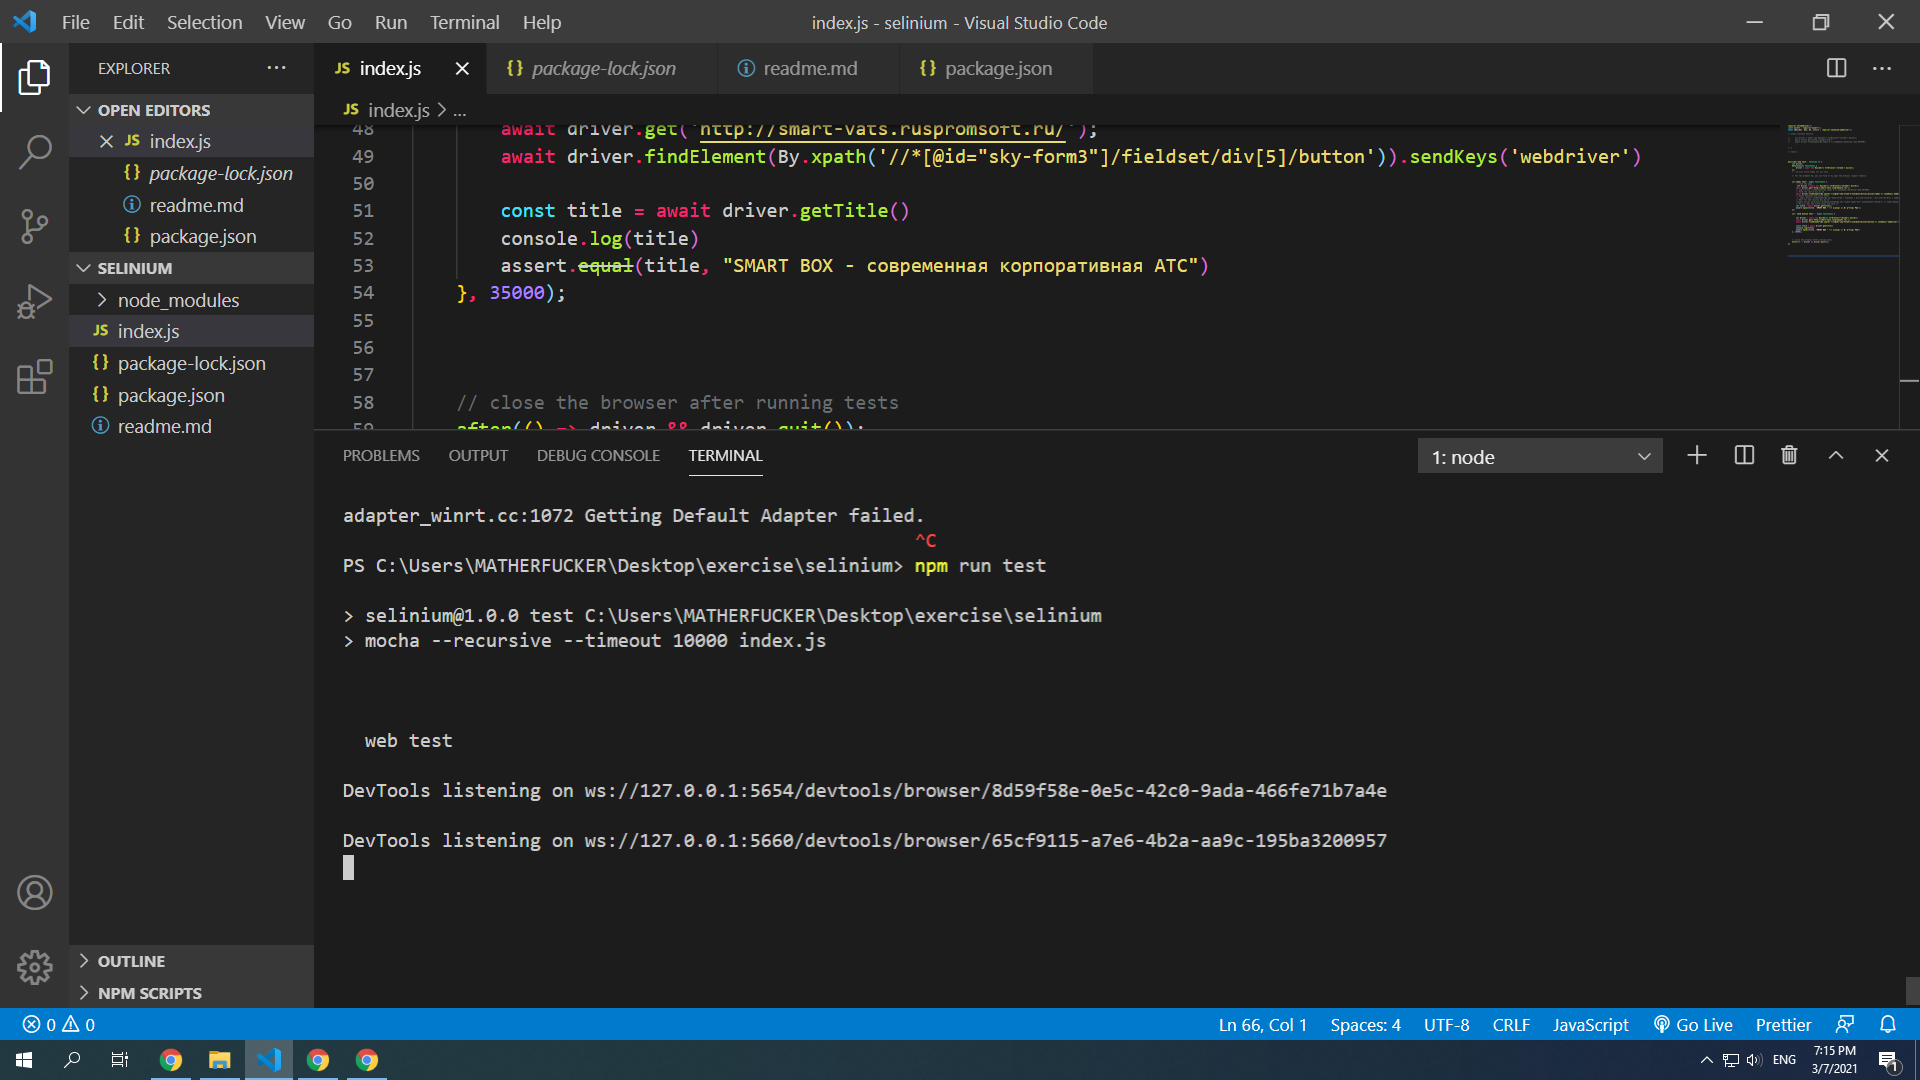 File Edit Selection View Go Run Terminal Help
index.js - selinium - Visual Studio Code
EXPLORER
OPEN EDITORS
JS index.js
{} package-lock.json
readme.md
{} package.json
SELINIUM
node_modules
JS index.js
{} package-lock.json
{} package.json
readme.md
OUTLINE
NPM SCRIPTS
JS index.js
{} package-lock.json
readme.md
{} package.json
JS index.js > ...
48 await driver.get('http://smart-vats.ruspromsoft.ru/');
49 await driver.findElement(By.xpath('//*[@id="sky-form3"]/fieldset/div[5]/button')).sendKeys('webdriver')
50
51 const title = await driver.getTitle()
52 console.log(title)
53 assert.equal(title, "SMART BOX - современная корпоративная АТС")
54 }, 35000);
55
56
57
58 // close the browser after running tests
59 after(() => driver && driver.quit());
PROBLEMS OUTPUT DEBUG CONSOLE TERMINAL
1: node
adapter_winrt.cc:1072 Getting Default Adapter failed.
^C
PS C:\Users\MATHERFUCKER\Desktop\exercise\selinium> npm run test
> selinium@1.0.0 test C:\Users\MATHERFUCKER\Desktop\exercise\selinium
> mocha --recursive --timeout 10000 index.js
web test
DevTools listening on ws://127.0.0.1:5654/devtools/browser/8d59f58e-0e5c-42c0-9ada-466fe71b7a4e
DevTools listening on ws://127.0.0.1:5660/devtools/browser/65cf9115-a7e6-4b2a-aa9c-195ba3200957
0 0
Ln 66, Col 1 Spaces: 4 UTF-8 CRLF JavaScript Go Live Prettier
ENG
7:15 PM
3/7/2021
1